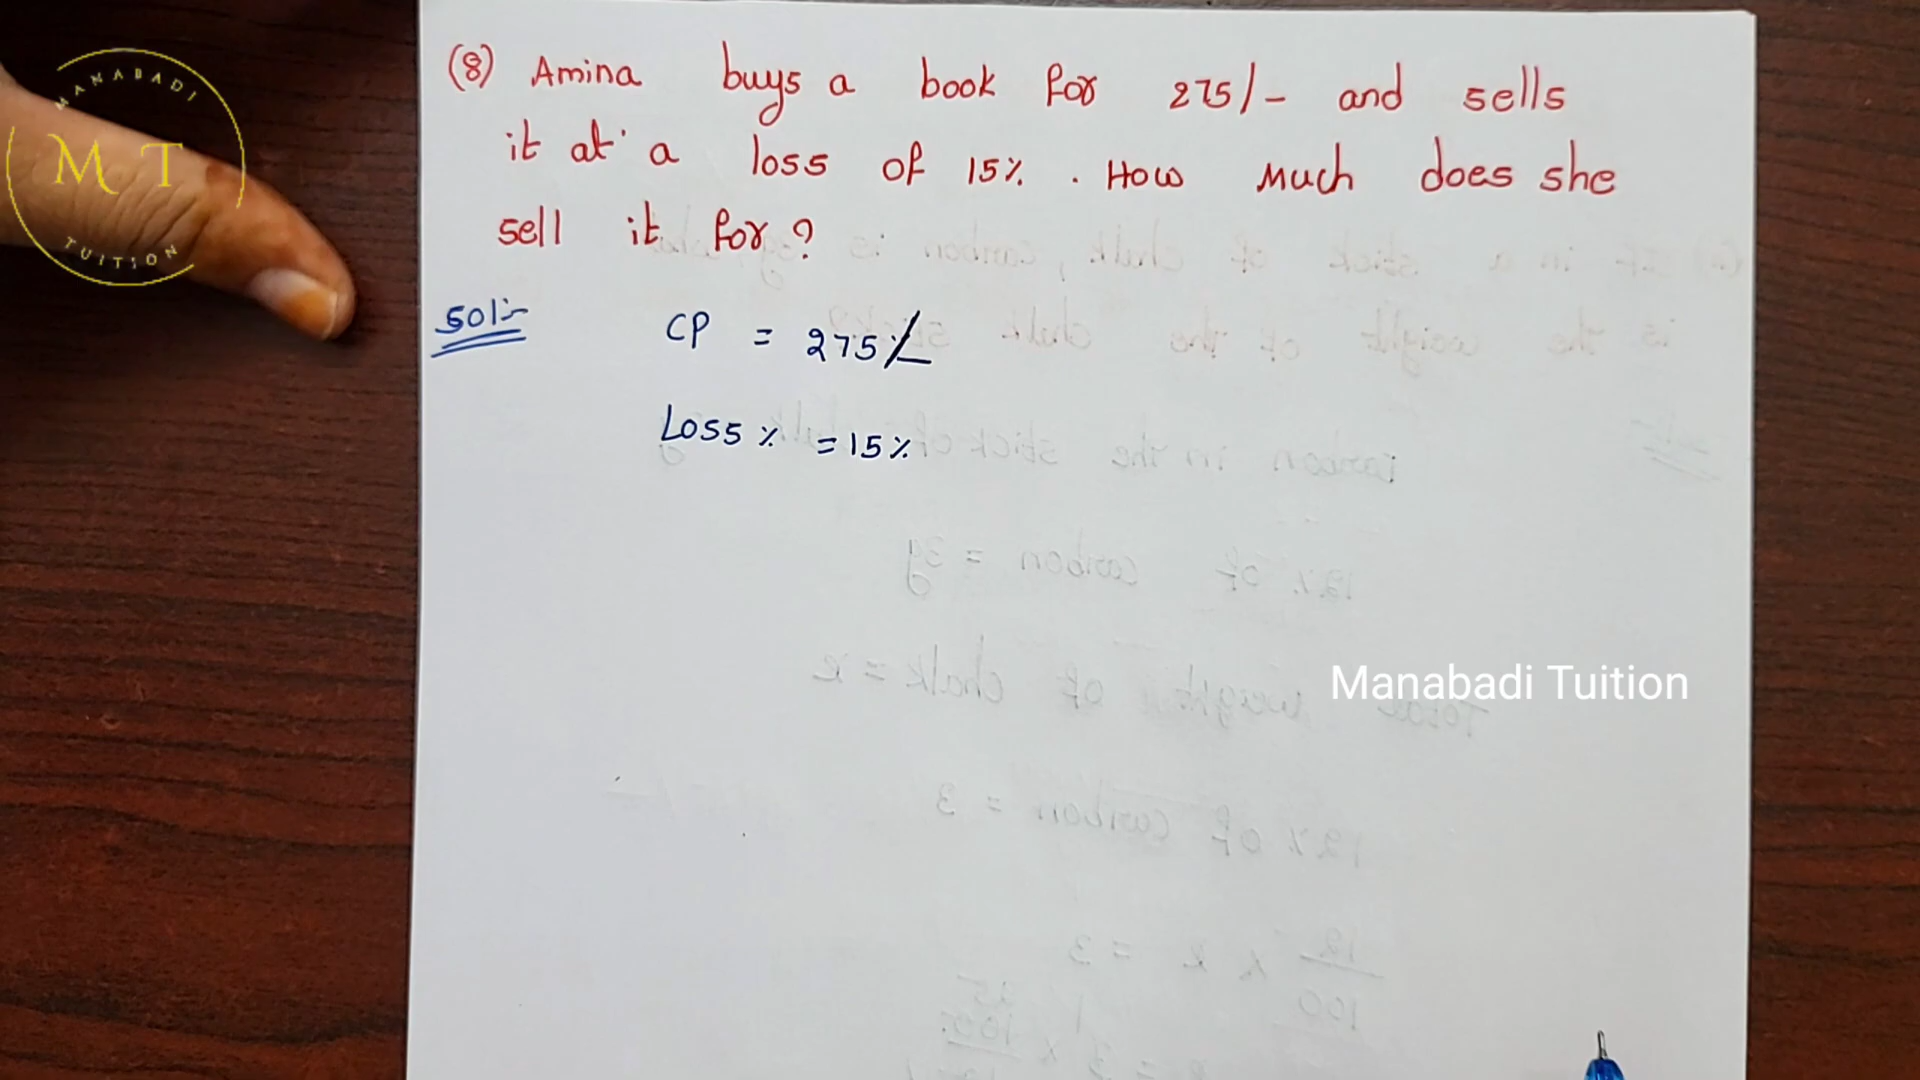 MANABADI
MT
TUITION
(8) Amina buys a book for 275/- and sells
it at a loss of 15%. How Much does she
sell it for?
Sol:-
CP = 275/-
Loss % = 15%
Manabadi Tuition